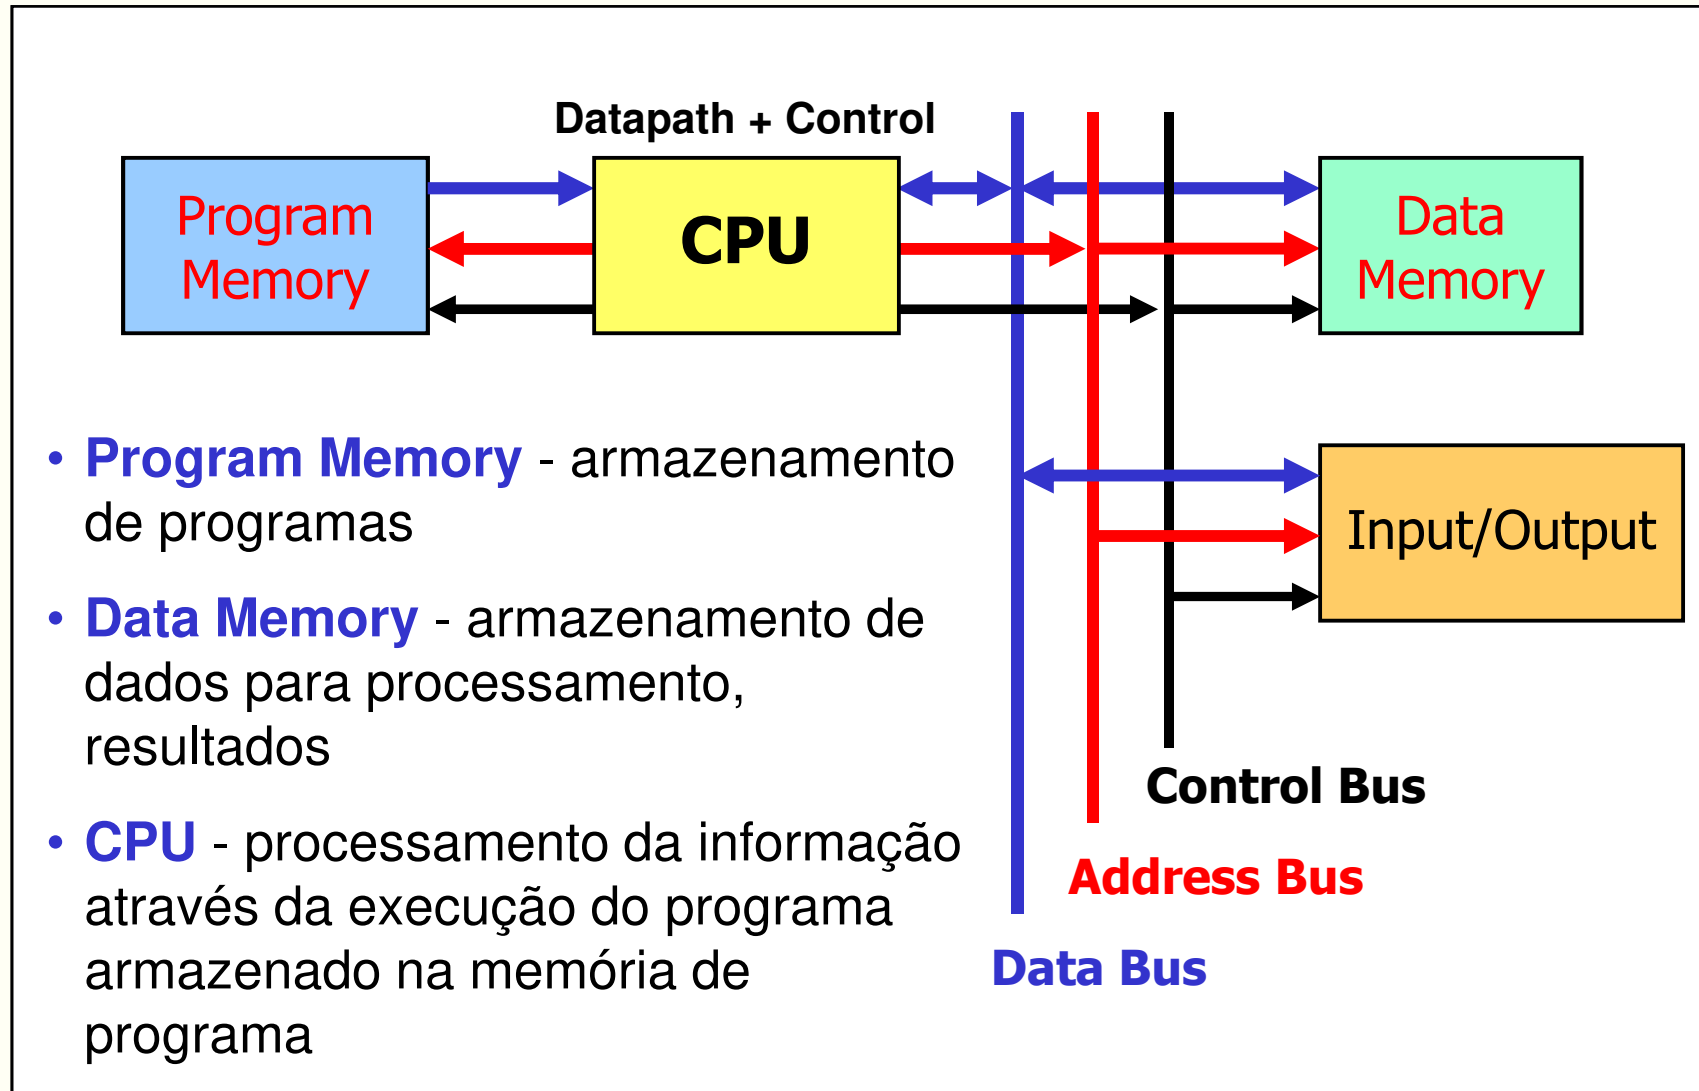 Datapath + Control
Program
Memory
CPU
Data
Memory
Input/Output
• Program Memory - armazenamento
de programas
• Data Memory - armazenamento de
dados para processamento,
resultados
• CPU - processamento da informação
através da execução do programa
armazenado na memória de
programa
Control Bus
Address Bus
Data Bus